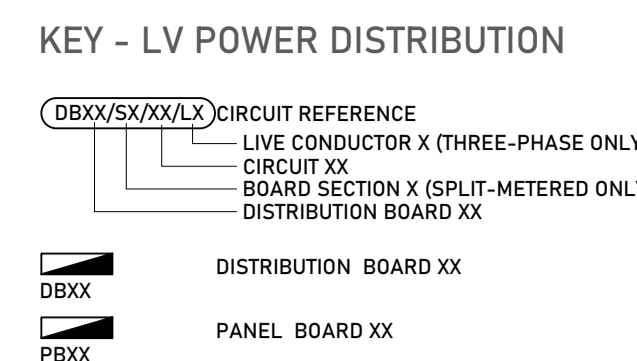 KEY - LV POWER DISTRIBUTION
DBXX/SX/XX/LX CIRCUIT REFERENCE
LIVE CONDUCTOR X (THREE-PHASE ONLY
CIRCUIT XX
BOARD SECTION X (SPLIT-METERED ONLY
DISTRIBUTION BOARD XX
DISTRIBUTION BOARD XX
DBXX
PANEL BOARD XX
PBXX